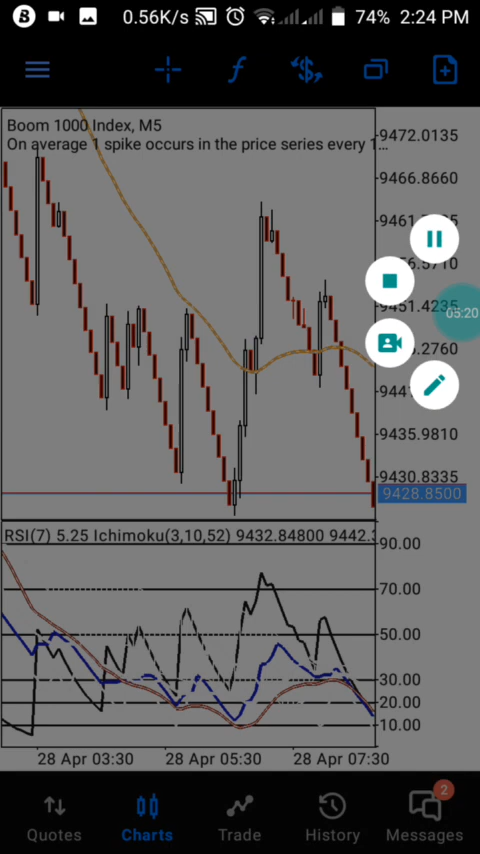 B 0.56K/s 74% 2:24 PM
Boom 1000 Index, M5
On average 1 spike occurs in the price series every 1...
9472.0135
9466.8660
05:20
9435.9810
9430.8335
9428.8500
RSI(7) 5.25 Ichimoku(3,10,52) 9432.84800
90.00
70.00
50.00
30.00
20.00
10.00
28 Apr 03:30 28 Apr 05:30 28 Apr 07:30
2
Quotes Charts Trade History Messages